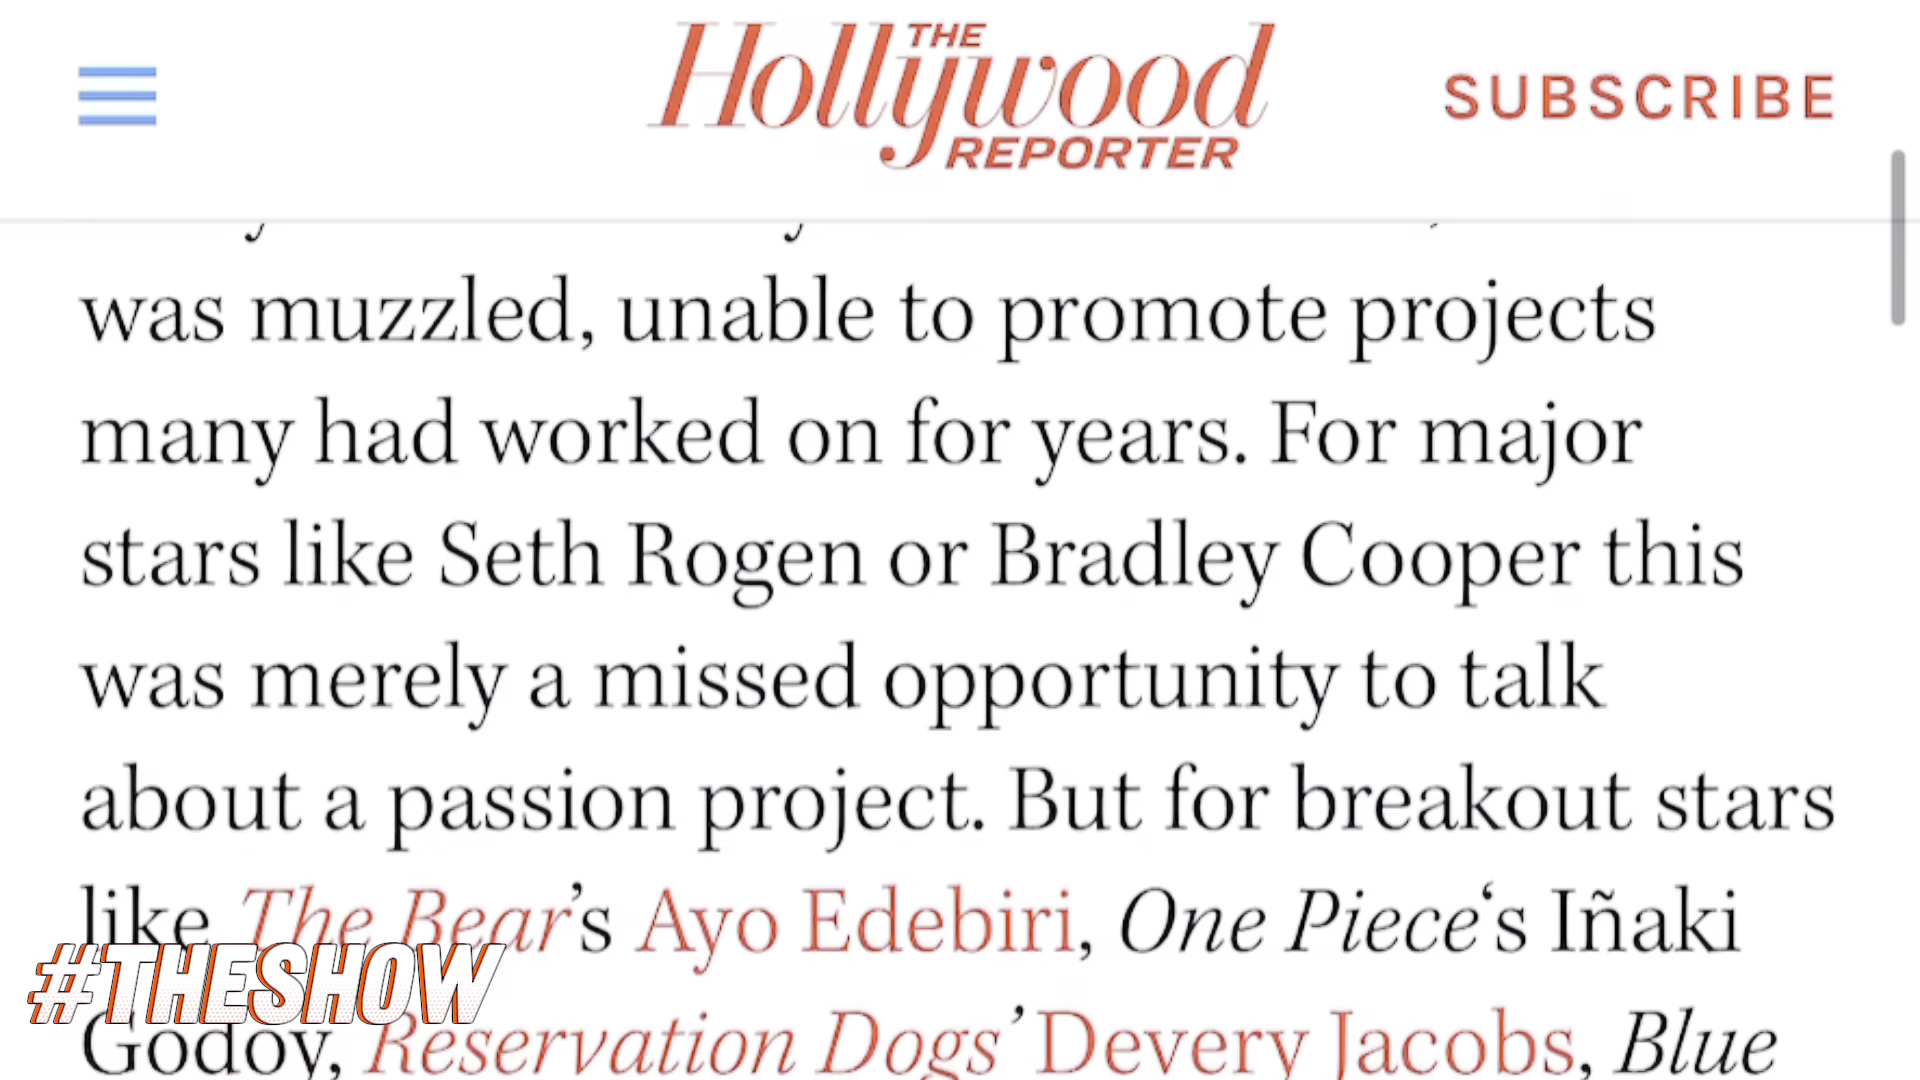 THE
Hollywood
REPORTER
SUBSCRIBE
was muzzled, unable to promote projects
many had worked on for years. For major
stars like Seth Rogen or Bradley Cooper this
was merely a missed opportunity to talk
about a passion project. But for breakout stars
like The Bear’s Ayo Edebiri, One Piece‘s Iñaki
#THESHOW
Godoy, Reservation Dogs’ Devery Jacobs, Blue